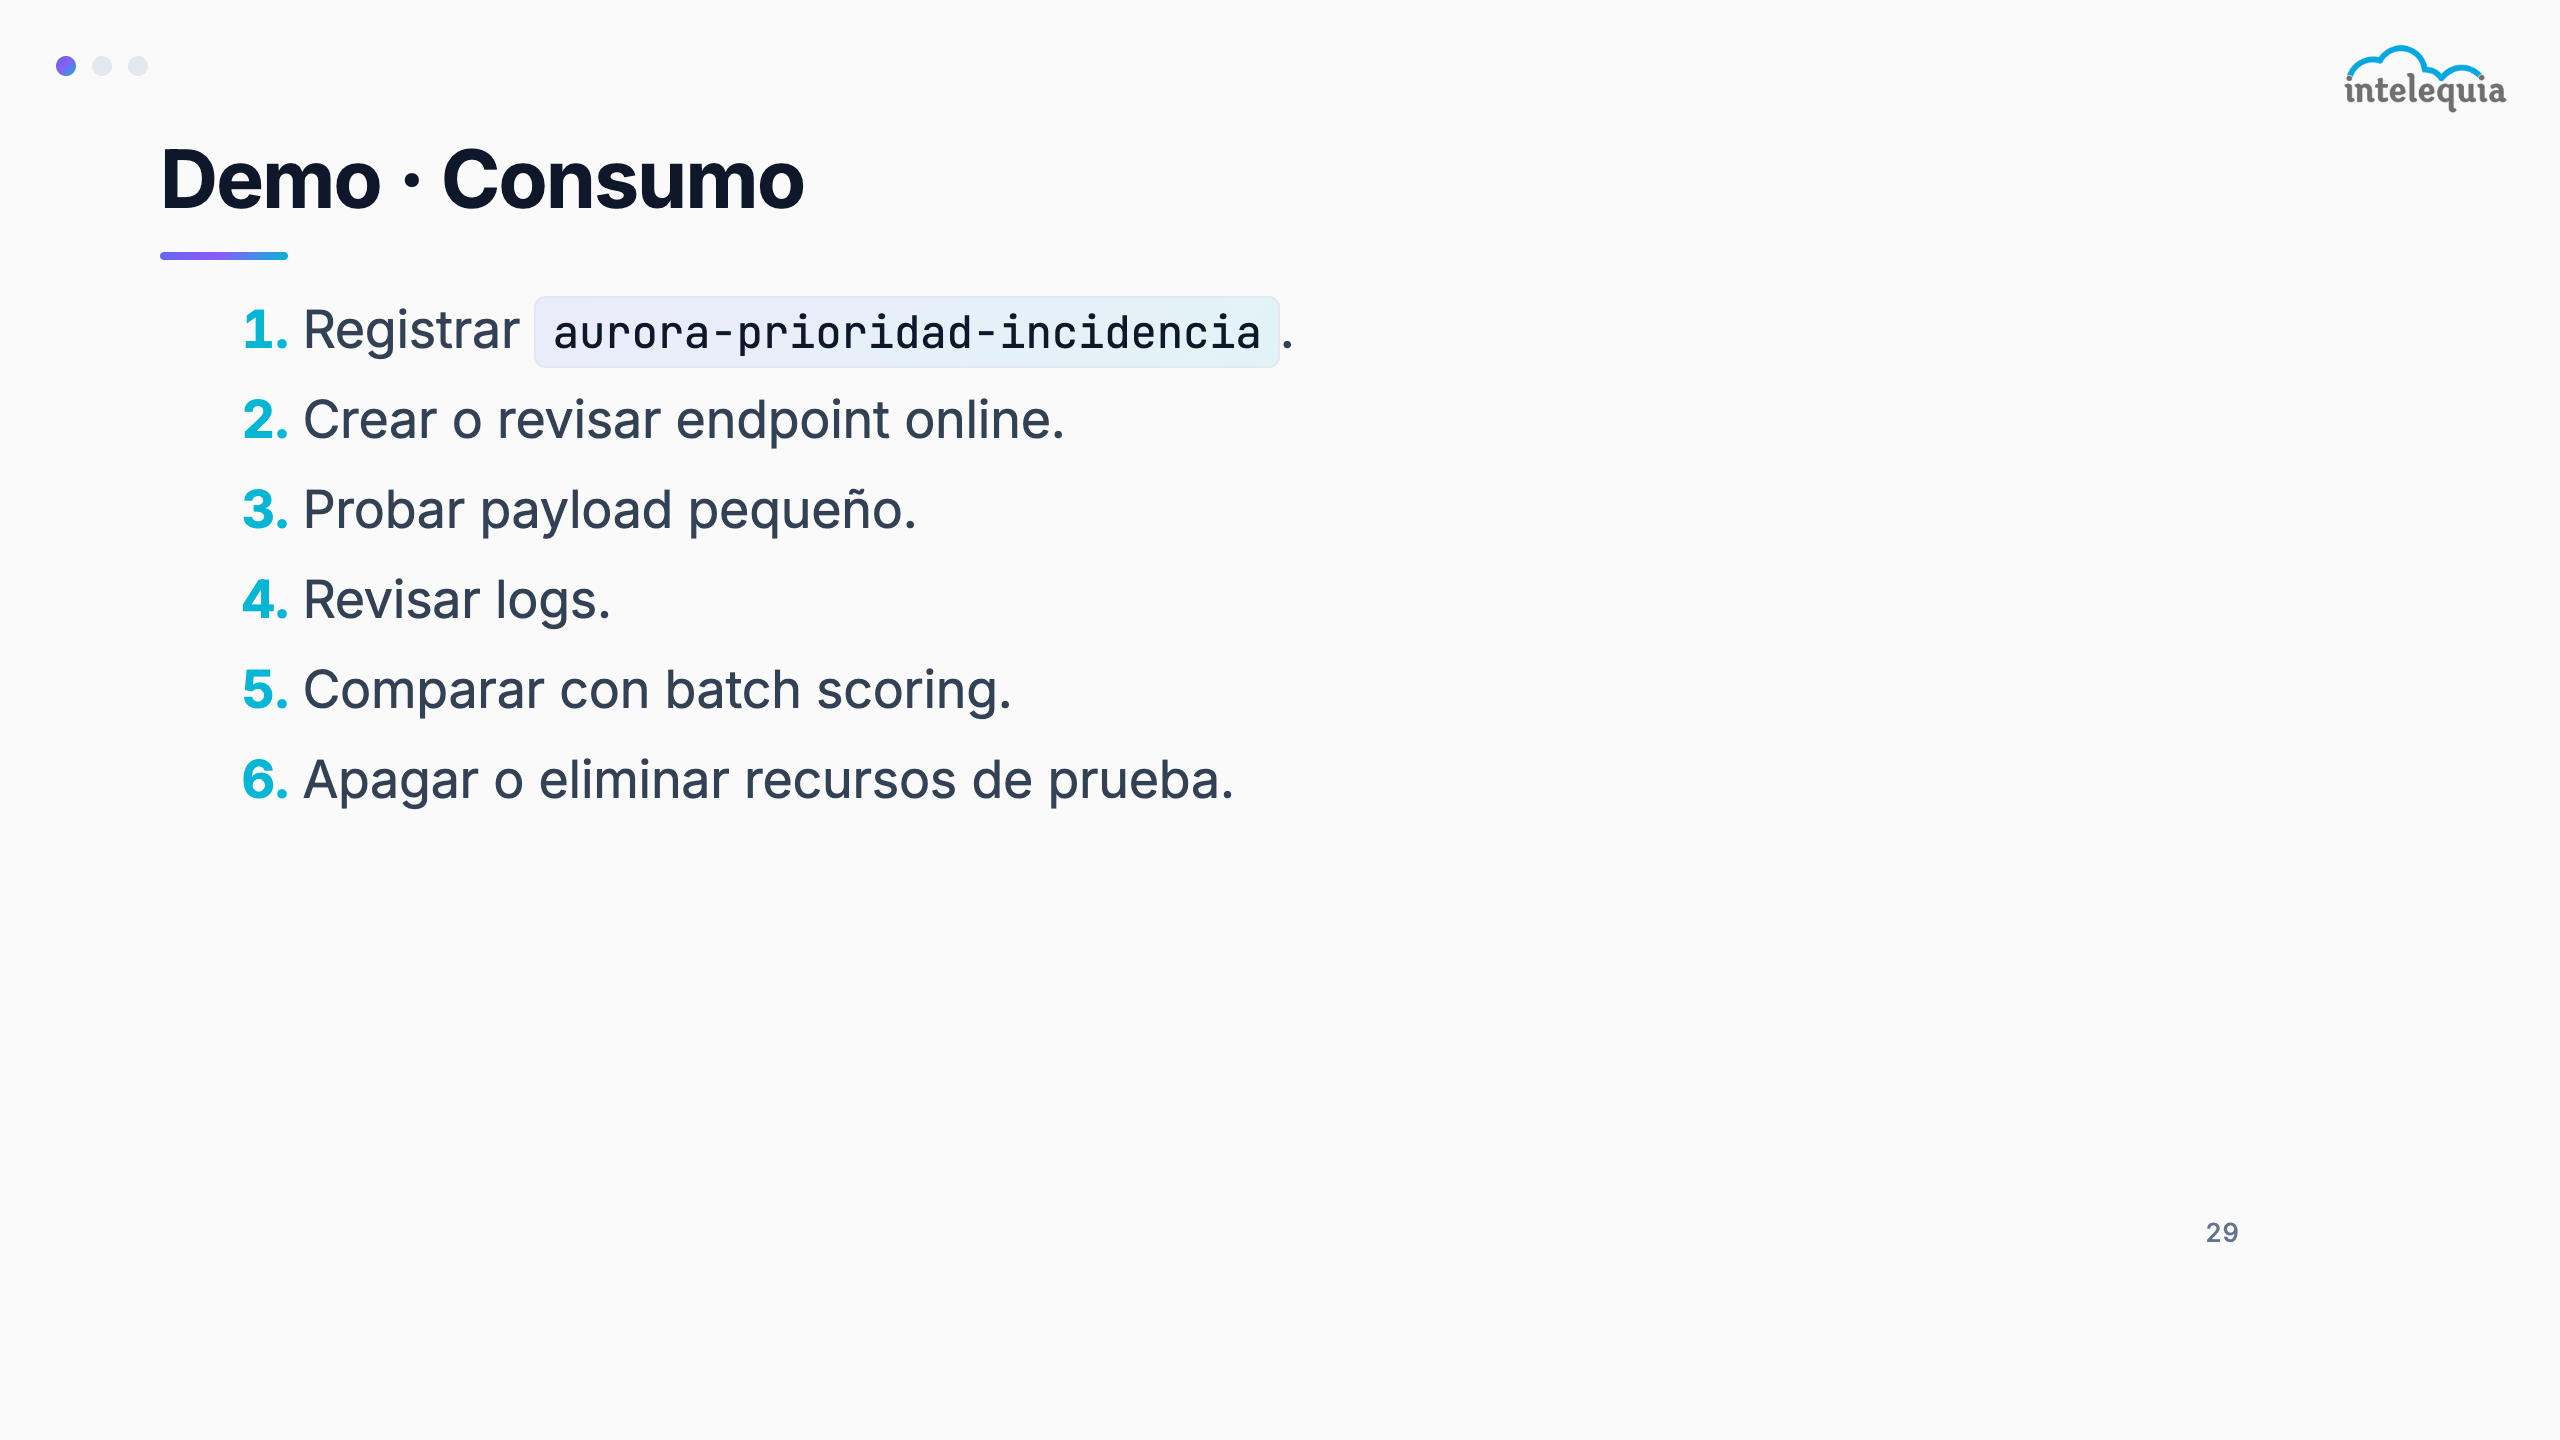 intelequia
Demo · Consumo
1. Registrar aurora-prioridad-incidencia.
2. Crear o revisar endpoint online.
3. Probar payload pequeño.
4. Revisar logs.
5. Comparar con batch scoring.
6. Apagar o eliminar recursos de prueba.
29